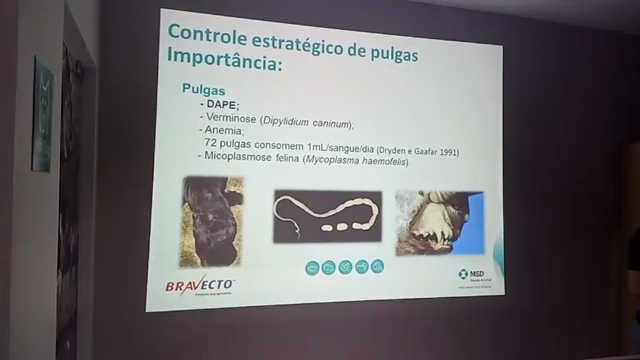 Controle estratégico de pulgas
Importância:
Pulgas
- DAPE;
- Verminose (Dipylidium caninum);
- Anemia;
72 pulgas consomem 1mL/sangue/dia (Dryden e Gaafar 1991)
- Micoplasmose felina (Mycoplasma haemofelis)
BRAVECTO
MSD